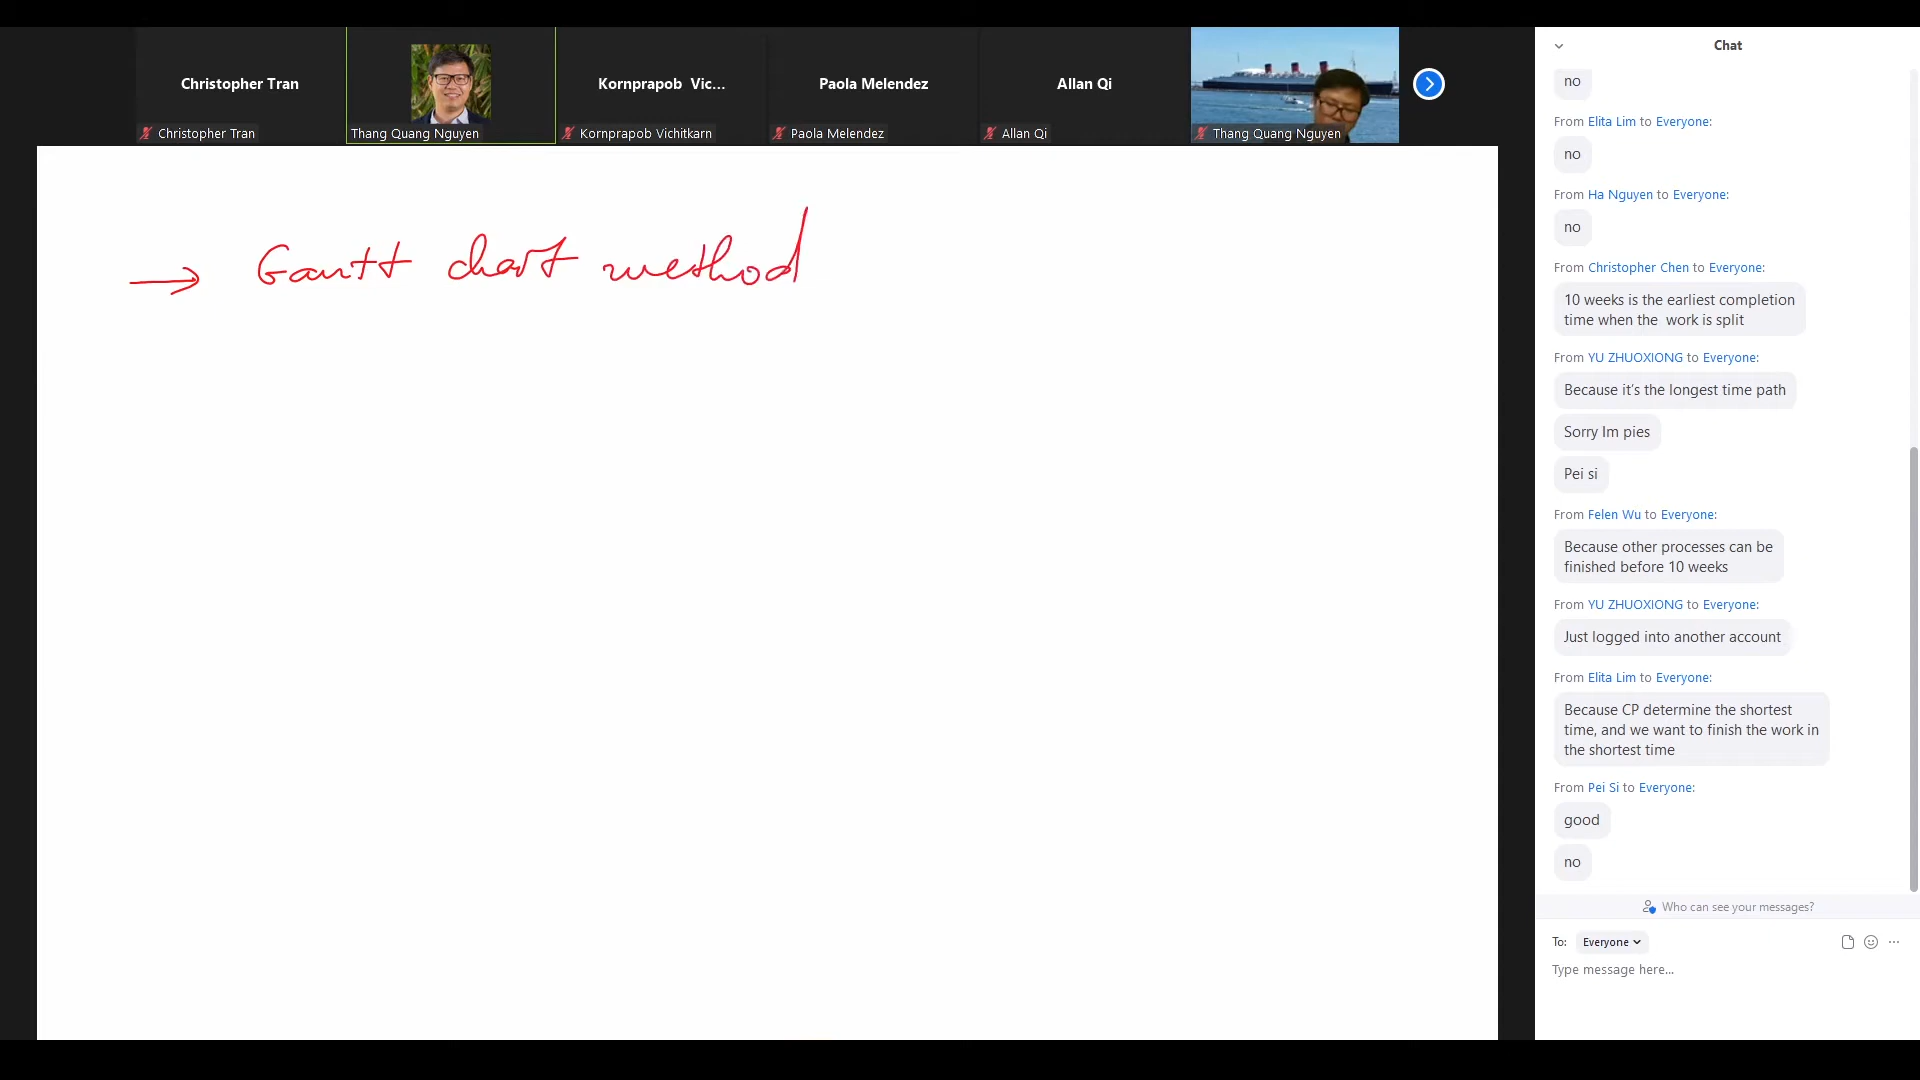 Christopher Tran
Christopher Tran
Thang Quang Nguyen
Kornprapob Vic...
Kornprapob Vichitkarn
Paola Melendez
Paola Melendez
Allan Qi
Allan Qi
Thang Quang Nguyen
→ Gantt chart method
Chat
no
From Elita Lim to Everyone:
no
From Ha Nguyen to Everyone:
no
From Christopher Chen to Everyone:
10 weeks is the earliest completion
time when the work is split
From YU ZHUOXIONG to Everyone:
Because it's the longest time path
Sorry Im pies
Pei si
From Felen Wu to Everyone:
Because other processes can be
finished before 10 weeks
From YU ZHUOXIONG to Everyone:
Just logged into another account
From Elita Lim to Everyone:
Because CP determine the shortest
time, and we want to finish the work in
the shortest time
From Pei Si to Everyone:
good
no
Who can see your messages?
To: Everyone
Type message here...